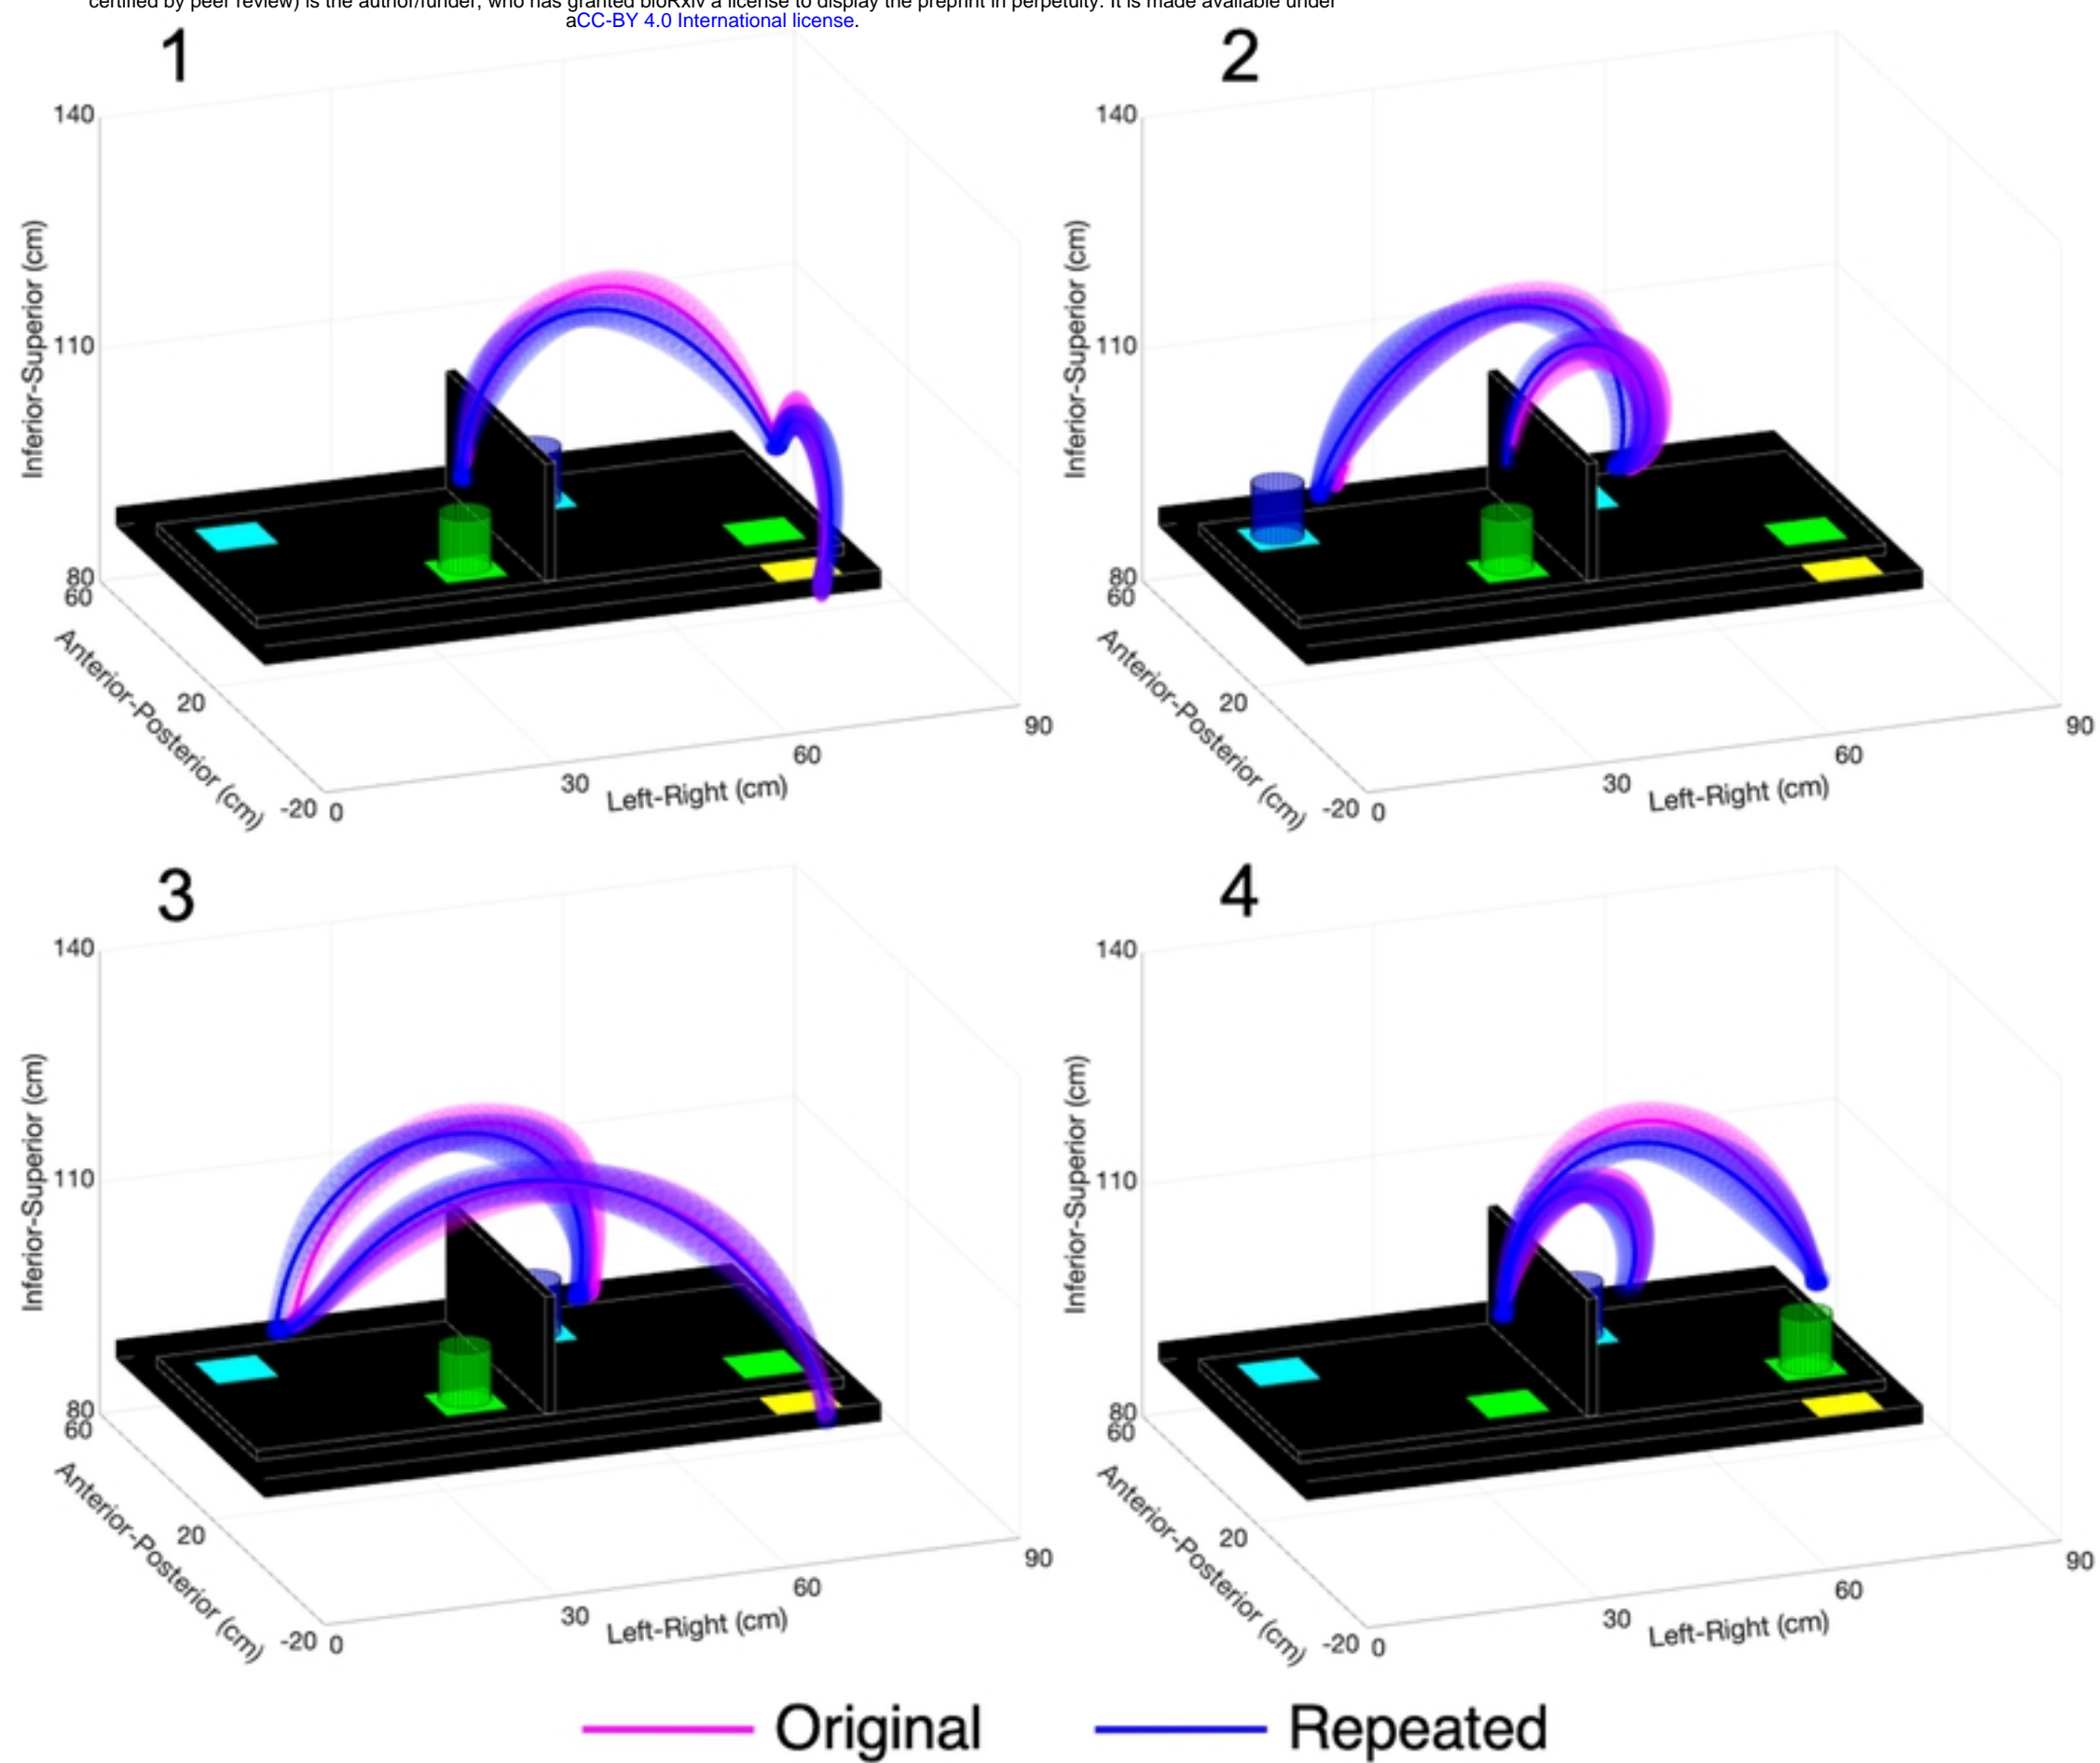 certified by peer review) is the author/funder, who has granted bioRxiv a license to display the preprint in perpetuity. It is made available under
aCC-BY 4.0 International license.
1
140
110
80
60
20
-20
0
30
60
90
Inferior-Superior (cm)
Anterior-Posterior (cm)
Left-Right (cm)
2
140
110
80
60
20
-20
0
30
60
90
Inferior-Superior (cm)
Anterior-Posterior (cm)
Left-Right (cm)
3
140
110
80
60
20
-20
0
30
60
90
Inferior-Superior (cm)
Anterior-Posterior (cm)
Left-Right (cm)
4
140
110
80
60
20
-20
0
30
60
90
Inferior-Superior (cm)
Anterior-Posterior (cm)
Left-Right (cm)
Original
Repeated